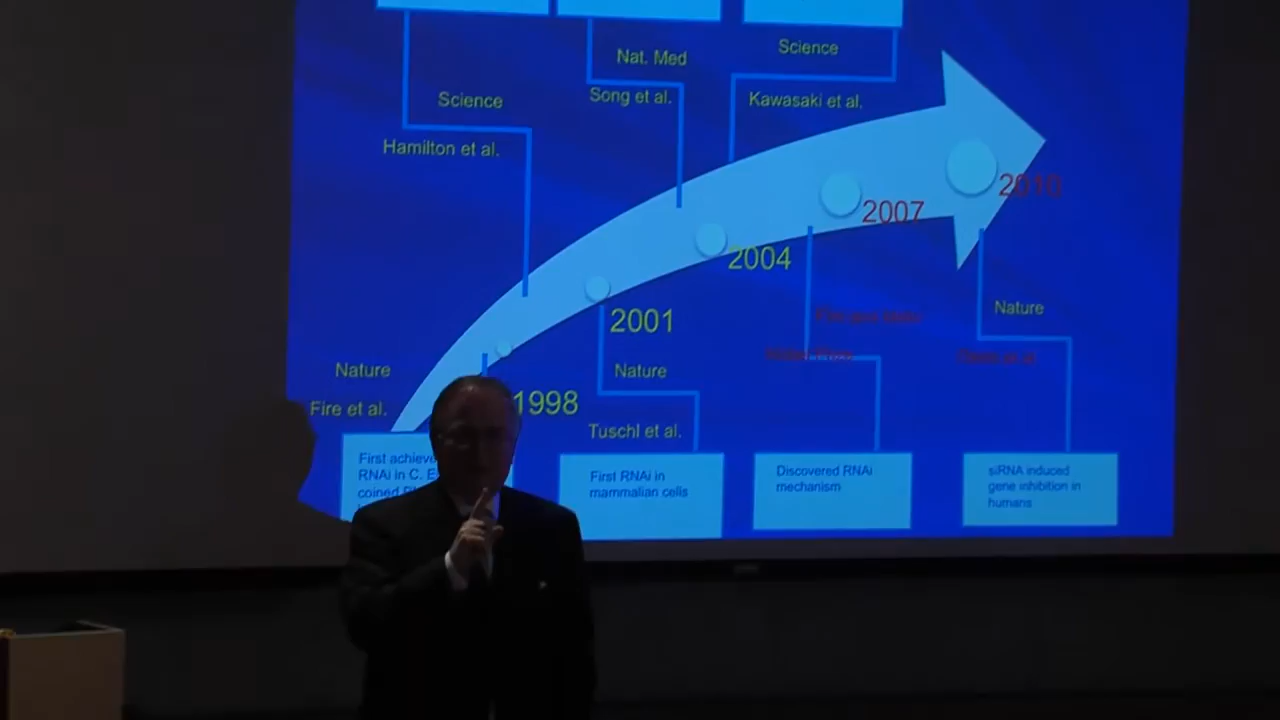 Nat. Med
Science
Song et al.
Kawasaki et al.
Science
Hamilton et al.
2010
2007
2004
2001
1998
Nature
Nature
Nature
Fire et al.
Tuschl et al.
First achieve
RNAi in C. E
coined
First RNAi in
mammalian cells
Discovered RNAi
mechanism
siRNA induced
gene inhibition in
humans